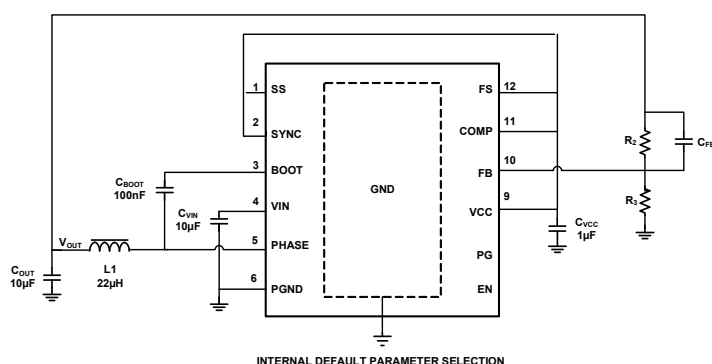 1 SS
2 SYNC
3 BOOT
4 VIN
5 PHASE
6 PGND
GND
FS 12
COMP 11
FB 10
VCC 9
PG
EN
CBOOT
100nF
CVIN
10µF
VOUT
L1
22µH
COUT
10µF
R2
R3
CVCC
1µF
INTERNAL DEFAULT PARAMETER SELECTION